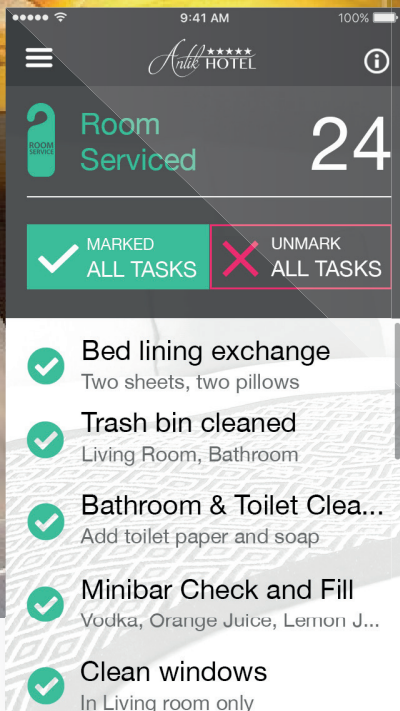 9:41 AM
100%
Antik HOTEL
ROOM
SERVICE
Room
Serviced
24
MARKED
ALL TASKS
UNMARK
ALL TASKS
Bed lining exchange
Two sheets, two pillows
Trash bin cleaned
Living Room, Bathroom
Bathroom & Toilet Clea...
Add toilet paper and soap
Minibar Check and Fill
Vodka, Orange Juice, Lemon J...
Clean windows
In Living room only